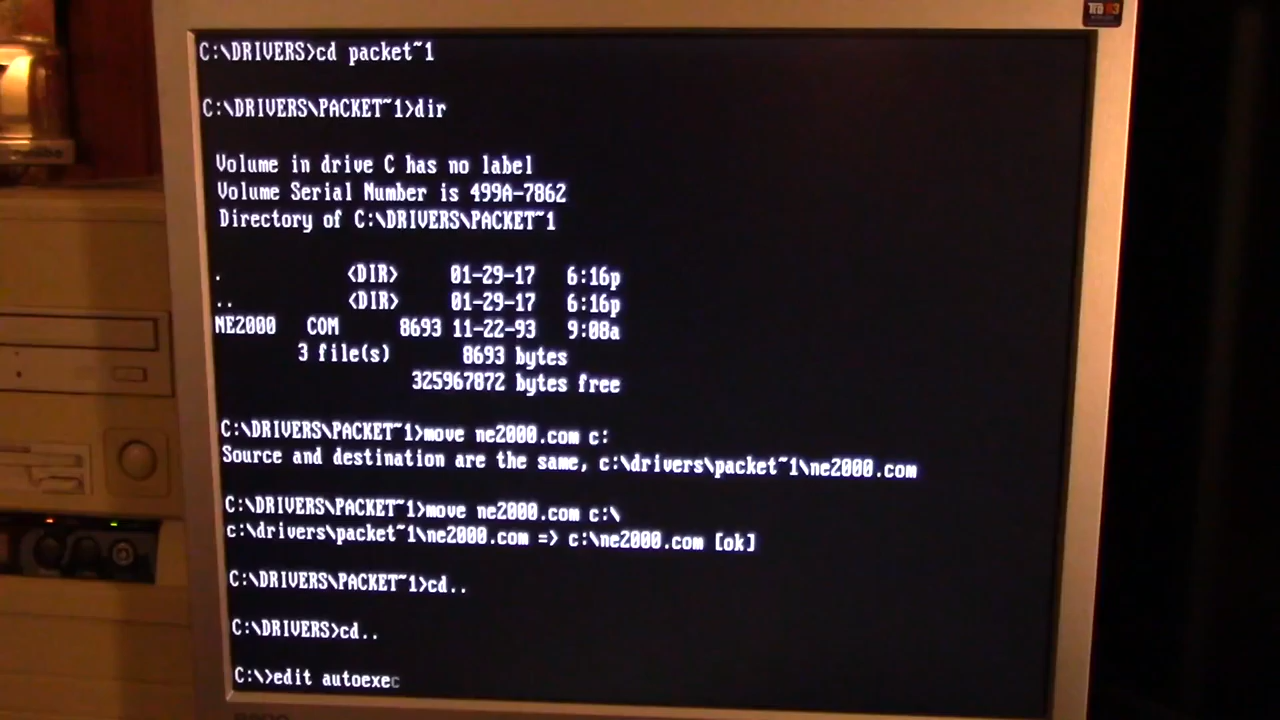 C:\DRIVERS>cd packet~1
C:\DRIVERS\PACKET~1>dir
Volume in drive C has no label
Volume Serial Number is 499A-7862
Directory of C:\DRIVERS\PACKET~1
. <DIR> 01-29-17 6:16p
.. <DIR> 01-29-17 6:16p
NE2000 COM 8693 11-22-93 9:08a
3 file(s) 8693 bytes
325967872 bytes free
C:\DRIVERS\PACKET~1>move ne2000.com c:
Source and destination are the same, c:\drivers\packet~1\ne2000.com
C:\DRIVERS\PACKET~1>move ne2000.com c:\
c:\drivers\packet~1\ne2000.com => c:\ne2000.com [ok]
C:\DRIVERS\PACKET~1>cd..
C:\DRIVERS>cd..
C:\>edit autoexec